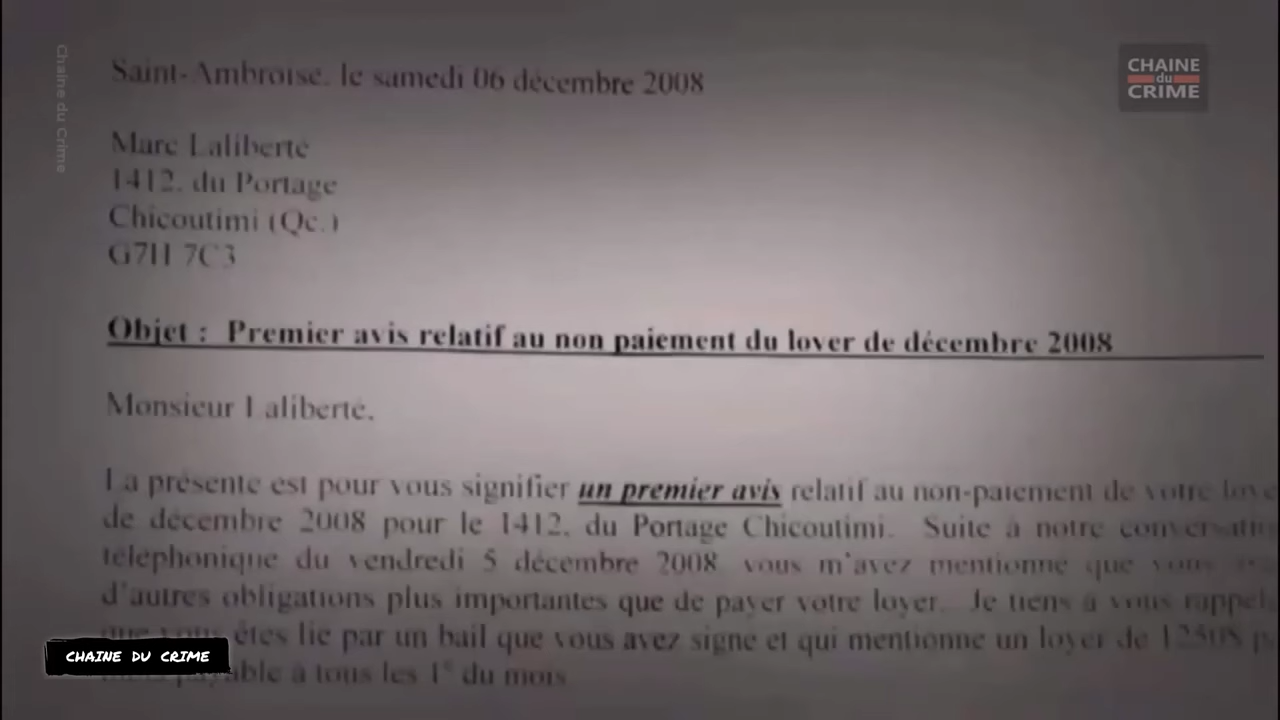 Saint-Ambroise, le samedi 06 décembre 2008
Marc Laliberté
1412, du Portage
Chicoutimi (Qc.)
G7H 7C3
Objet : Premier avis relatif au non paiement du loyer de décembre 2008
Monsieur Laliberté,
La présente est pour vous signifier un premier avis relatif au non-paiement de votre
de décembre 2008 pour le 1412, du Portage Chicoutimi. Suite à notre
téléphonique du vendredi 5 décembre 2008 vous m'avez mentionné que vous
d'autres obligations plus importantes que de payer votre loyer. Je tiens à vous
que vous êtes lié par un bail que vous avez signé et qui mentionne un loyer de 1250$
payable à tous les 1e du mois
CHAINE
du
CRIME
Chaine du Crime
CHAINE DU CRIME